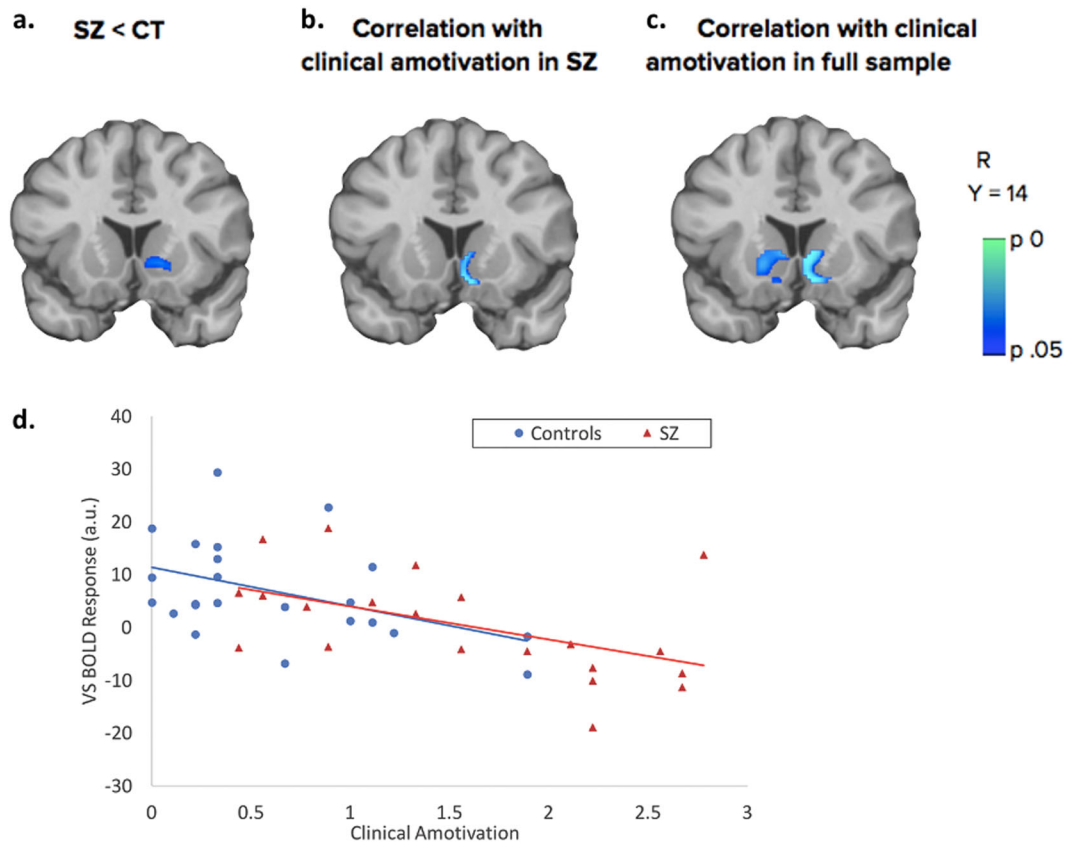 a.
SZ < CT
b.
Correlation with
clinical amotivation in SZ
c.
Correlation with clinical
amotivation in full sample
R
Y = 14
p 0
p .05
d.
Controls
SZ
VS BOLD Response (a.u.)
40
30
20
10
0
-10
-20
-30
0
0.5
1
1.5
2
2.5
3
Clinical Amotivation